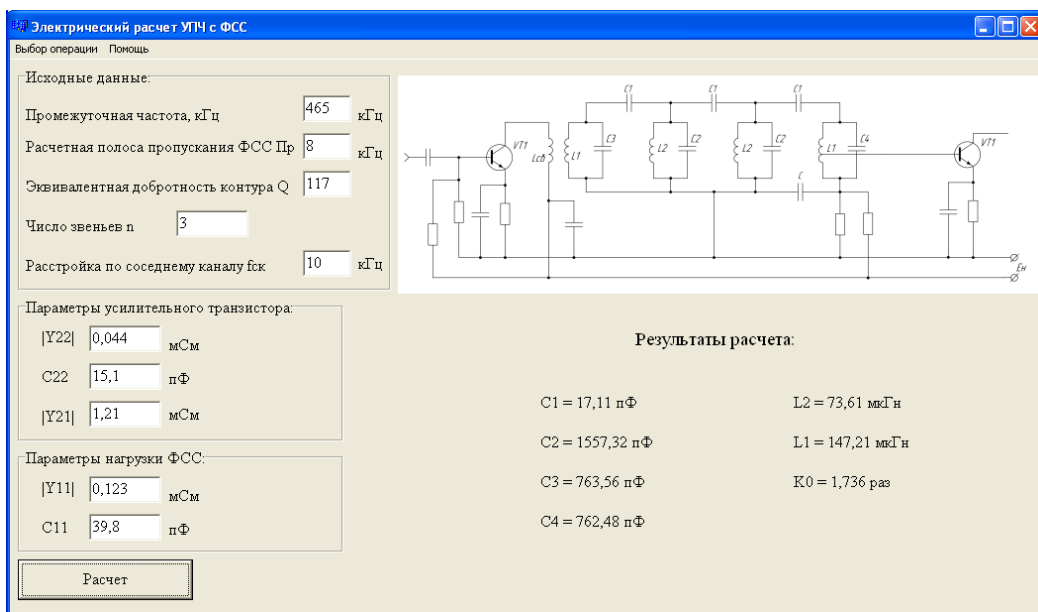 Электрический расчет УПЧ с ФСС
Выбор операции Помощь
Исходные данные:
Промежуточная частота, кГц 465 кГц
Расчетная полоса пропускания ФСС Пр 8 кГц
Эквивалентная добротность контура Q 117
Число звеньев n 3
Расстройка по соседнему каналу fск 10 кГц
C1 C1 C1
VT1 Lсв L1 C3 L2 C2 L2 C2 L1 C4 VT1
C
Eн
Параметры усилительного транзистора:
|Y22| 0,044 мСм
C22 15,1 пФ
|Y21| 1,21 мСм
Параметры нагрузки ФСС:
|Y11| 0,123 мСм
C11 39,8 пФ
Расчет
Результаты расчета:
C1 = 17,11 пФ L2 = 73,61 мкГн
C2 = 1557,32 пФ L1 = 147,21 мкГн
C3 = 763,56 пФ K0 = 1,736 раз
C4 = 762,48 пФ